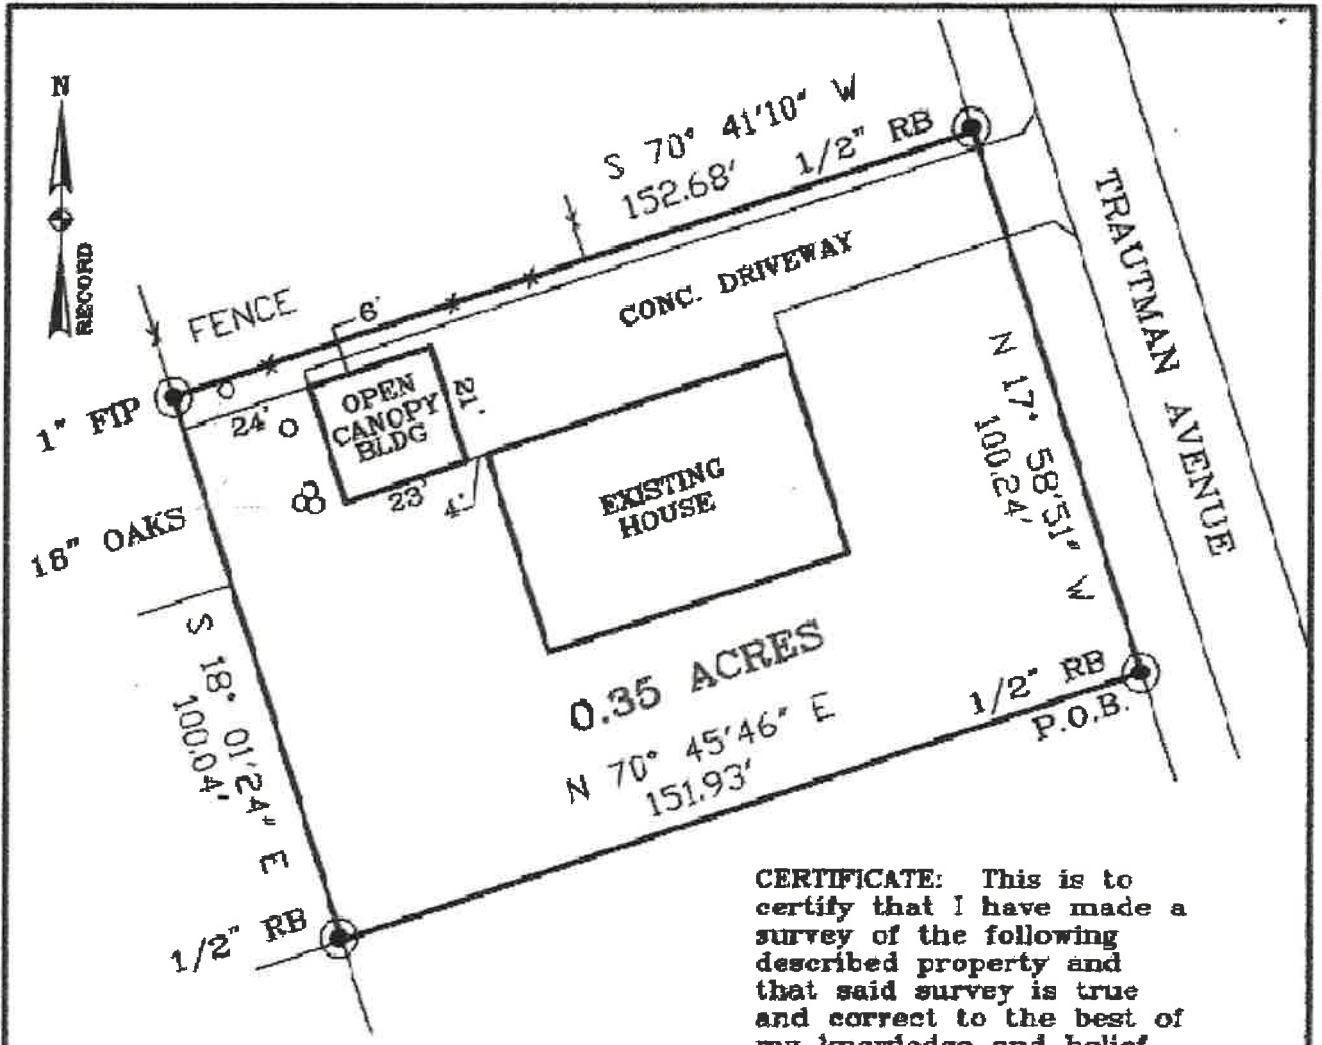 N
RECORD
S 70° 41'10" W
152.68'
1/2" RB
TRAUTMAN AVENUE
FENCE
6'
CONC. DRIVEWAY
1" FIP
24'
OPEN
CANOPY
BLDG
21'
N 17° 58'51" W
100.24'
23'
4'
EXISTING
HOUSE
18" OAKS
S 18° 01'24" E
100.04'
0.35 ACRES
N 70° 45'46" E
151.93'
1/2" RB
P.O.B.
1/2" RB
CERTIFICATE: This is to
certify that I have made a
survey of the following
described property and
that said survey is true
and correct to the best of
my knowledge and belief